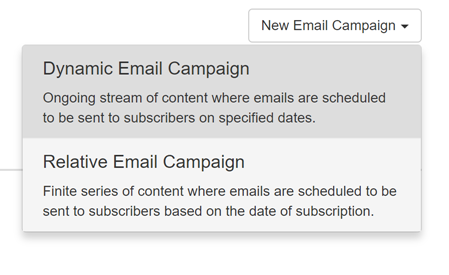 New Email Campaign
Dynamic Email Campaign
Ongoing stream of content where emails are scheduled
to be sent to subscribers on specified dates.
Relative Email Campaign
Finite series of content where emails are scheduled to be
sent to subscribers based on the date of subscription.